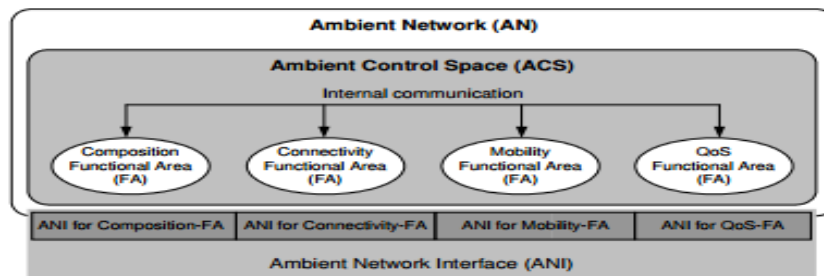 Ambient Network (AN)
Ambient Control Space (ACS)
Internal communication
Composition
Functional Area
(FA)
Connectivity
Functional Area
(FA)
Mobility
Functional Area
(FA)
QoS
Functional Area
(FA)
ANI for Composition-FA
ANI for Connectivity-FA
ANI for Mobility-FA
ANI for QoS-FA
Ambient Network Interface (ANI)